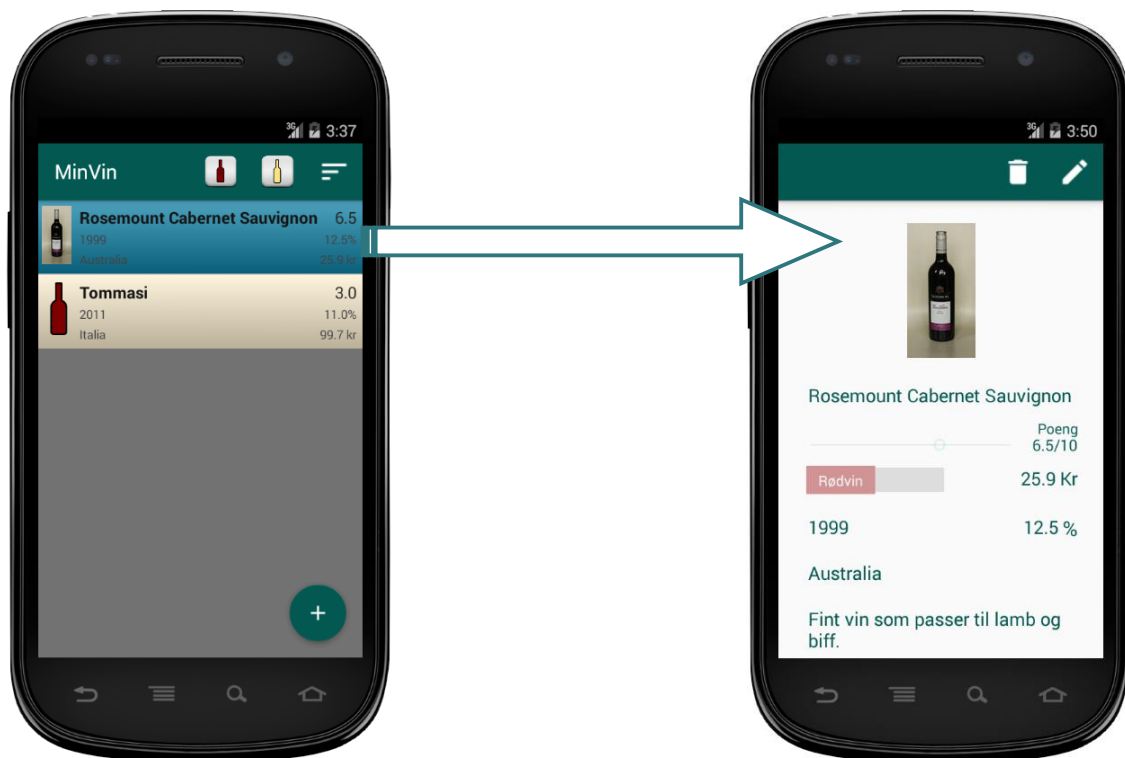 3G 3:37
MinVin
Rosemount Cabernet Sauvignon 6.5
1999 12.5%
Australia 25.9 kr
Tommasi 3.0
2011 11.0%
Italia 99.7 kr
+
3G 3:50
Rosemount Cabernet Sauvignon
Poeng
6.5/10
Rødvin 25.9 Kr
1999 12.5 %
Australia
Fint vin som passer til lamb og
biff.